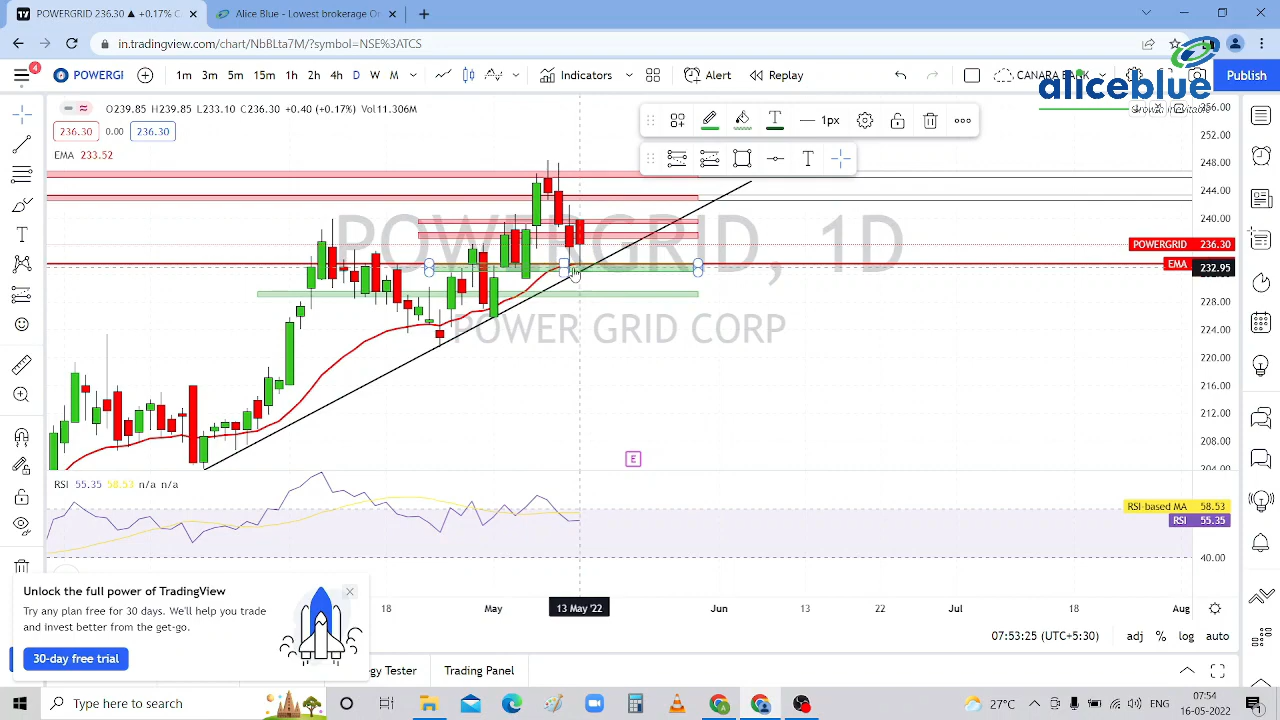 POWERGRID 236.30 ▲ +0.17% C
Alice Blue - Lowest brokerage Or
in.tradingview.com/chart/NbBLta7M/?symbol=NSE%3ATCS
4
POWERGI
1m 3m 5m 15m 1h 2h 4h D W M
Indicators
Alert
Replay
CANARA BANK
Publish
aliceblue
O239.85 H239.85 L233.10 C236.30 +0.40 (+0.17%) Vol11.306M
236.30 0.00 236.30
EMA 233.52
1px
256.00
252.00
248.00
244.00
240.00
POWERGRID 236.30
EMA
232.95
228.00
224.00
220.00
216.00
212.00
208.00
204.00
POWERGRID, 1D
POWER GRID CORP
E
RSI 55.35 58.53 n/a n/a
RSI-based MA 58.53
RSI 55.35
40.00
Unlock the full power of TradingView
Try any plan free for 30 days. We'll help you trade
and invest better from the get-go.
30-day free trial
18 May 13 May '22 Jun 13 22 Jul 18 Aug
07:53:25 (UTC+5:30)
adj % log auto
gy Tester
Trading Panel
Type here to search
27°C
07:54
16-05-2022
1